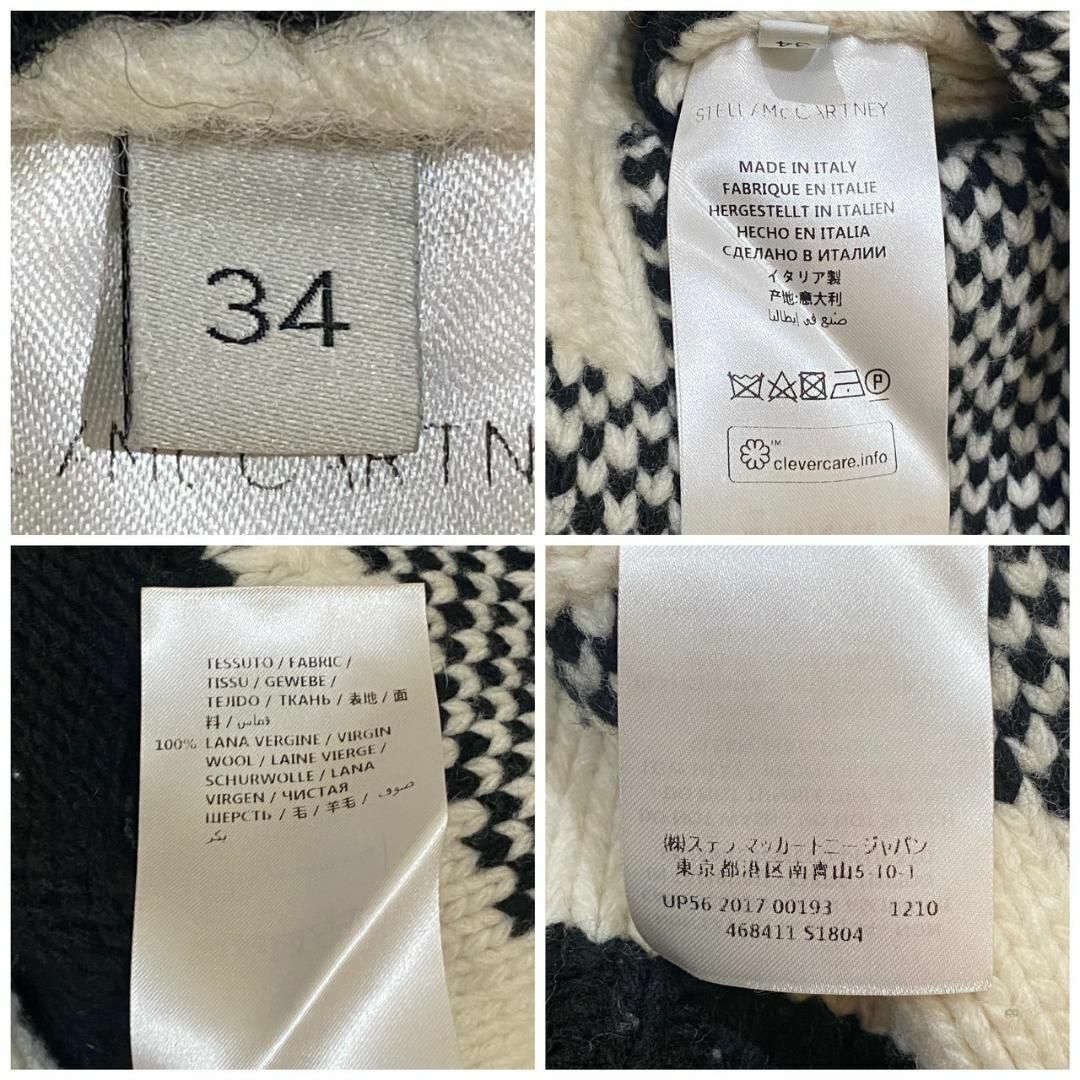 34
34
STELLA McCARTNEY
MADE IN ITALY
FABRIQUE EN ITALIE
HERGESTELLT IN ITALIEN
HECHO EN ITALIA
СДЕЛАНО В ИТАЛИИ
イタリア製
产地:意大利
صنع في إيطاليا
P
TM
clevercare.info
TESSUTO / FABRIC /
TISSU / GEWEBE /
TEJIDO / ТКАНЬ / 表地 / 面
料 / قماش
100% LANA VERGINE / VIRGIN
WOOL / LAINE VIERGE /
SCHURWOLLE / LANA
VIRGEN / ЧИСТАЯ
ШЕРСТЬ / 毛 / 羊毛 / صوف
بكر
㈱ステラ マッカートニージャパン
東京都港区南青山5-10-1
UP56 2017 00193 1210
468411 S1804